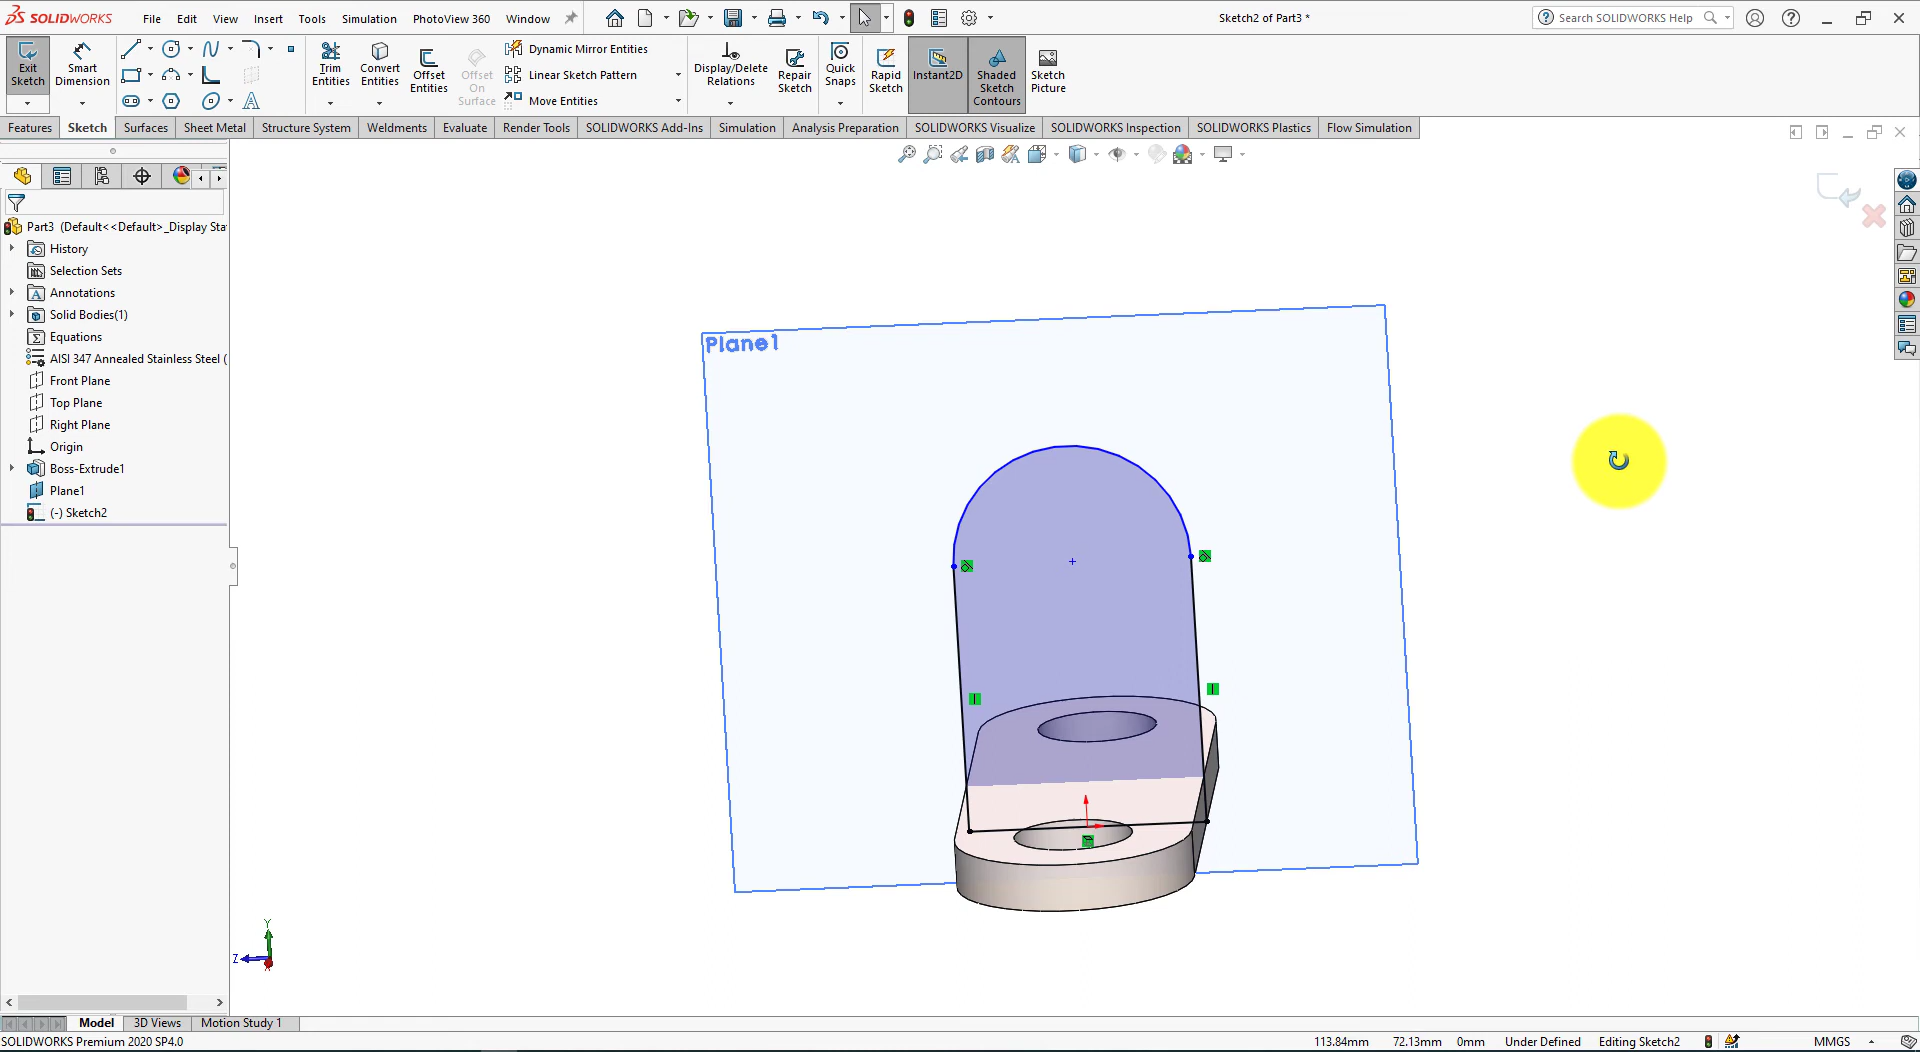 SOLIDWORKS File Edit View Insert Tools Simulation PhotoView 360 Window Sketch2 of Part3 * Search SOLIDWORKS Help
Exit Sketch
Smart Dimension
Trim Entities
Convert Entities
Offset Entities
Offset On Surface
Dynamic Mirror Entities
Linear Sketch Pattern
Move Entities
Display/Delete Relations
Repair Sketch
Quick Snaps
Rapid Sketch
Instant2D
Shaded Sketch Contours
Sketch Picture
Features Sketch Surfaces Sheet Metal Structure System Weldments Evaluate Render Tools SOLIDWORKS Add-Ins Simulation Analysis Preparation SOLIDWORKS Visualize SOLIDWORKS Inspection SOLIDWORKS Plastics Flow Simulation
Part3 (Default<<Default>_Display Sta
History
Selection Sets
Annotations
Solid Bodies(1)
Equations
AISI 347 Annealed Stainless Steel (
Front Plane
Top Plane
Right Plane
Origin
Boss-Extrude1
Plane1
(-) Sketch2
Plane1
Y
Z
Model 3D Views Motion Study 1
SOLIDWORKS Premium 2020 SP4.0 113.84mm 72.13mm 0mm Under Defined Editing Sketch2 MMGS